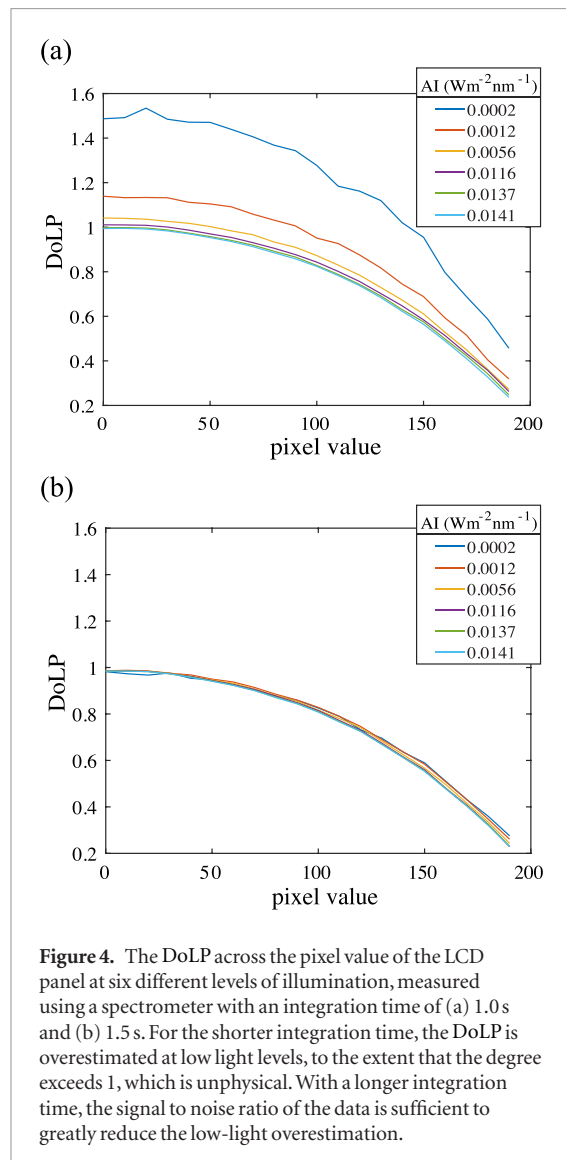 (a)
AI (Wm-2nm-1)
0.0002
0.0012
0.0056
0.0116
0.0137
0.0141
1.6
1.4
1.2
1
0.8
0.6
0.4
0.2
DoLP
0
50
100
150
200
pixel value
(b)
AI (Wm-2nm-1)
0.0002
0.0012
0.0056
0.0116
0.0137
0.0141
1.6
1.4
1.2
1
0.8
0.6
0.4
0.2
DoLP
0
50
100
150
200
pixel value
Figure 4. The DoLP across the pixel value of the LCD
panel at six different levels of illumination, measured
using a spectrometer with an integration time of (a) 1.0 s
and (b) 1.5 s. For the shorter integration time, the DoLP is
overestimated at low light levels, to the extent that the degree
exceeds 1, which is unphysical. With a longer integration
time, the signal to noise ratio of the data is sufficient to
greatly reduce the low-light overestimation.